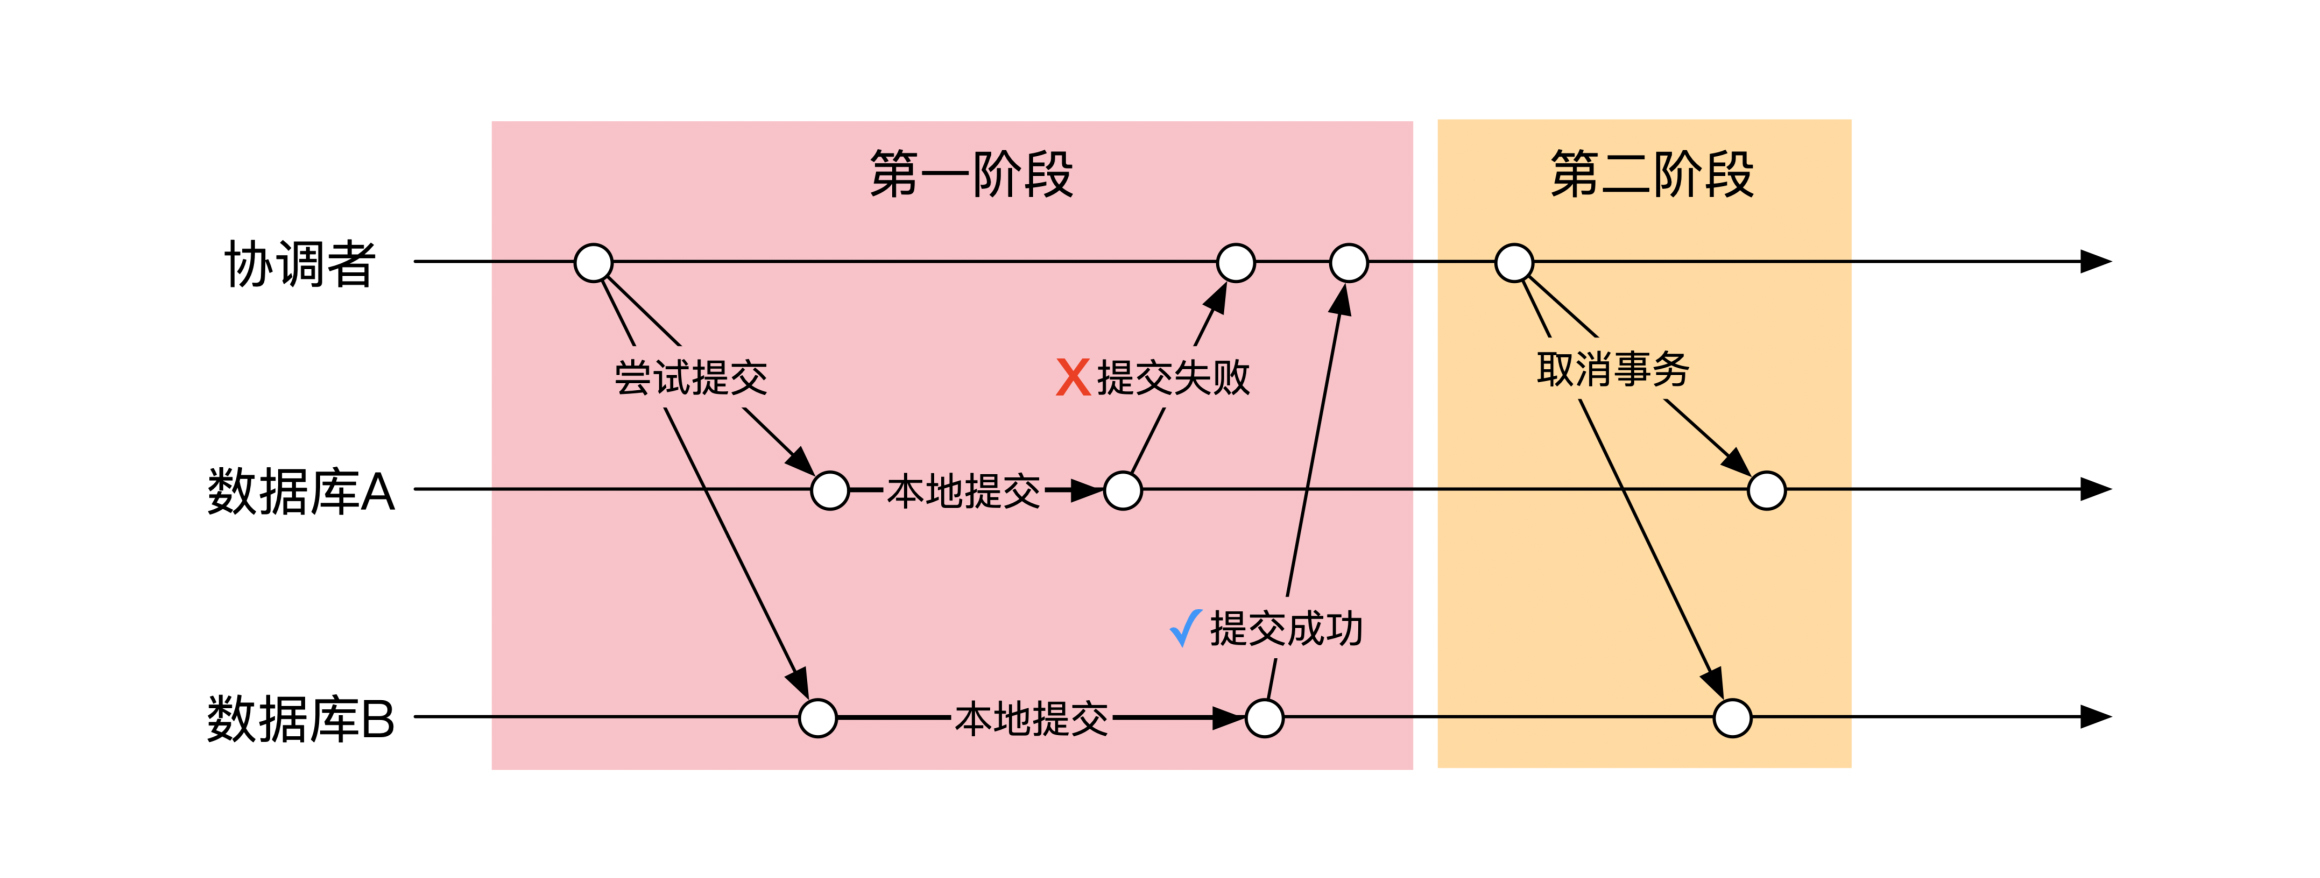 第一阶段
第二阶段
协调者
尝试提交
X 提交失败
取消事务
数据库A
本地提交
✓ 提交成功
数据库B
本地提交